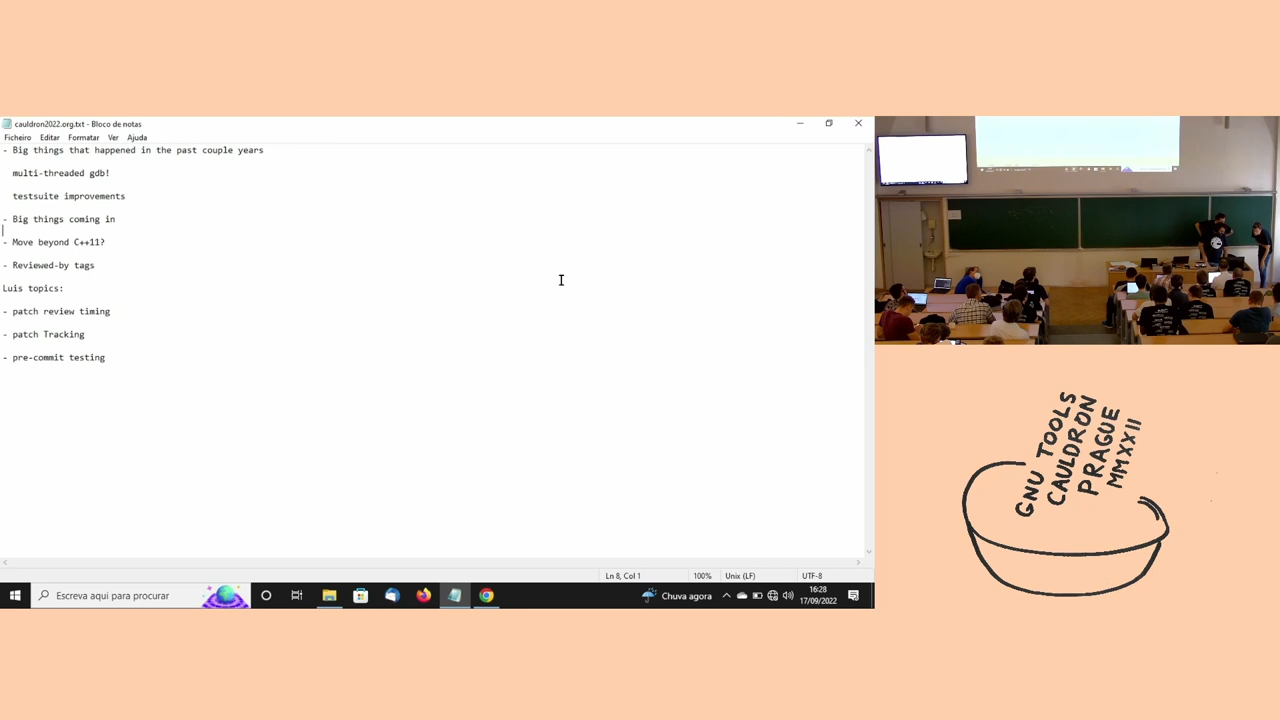 cauldron2022.org.txt - Bloco de notas
Ficheiro Editar Formatar Ver Ajuda
- Big things that happened in the past couple years
multi-threaded gdb!
testsuite improvements
- Big things coming in
- Move beyond C++11?
- Reviewed-by tags
Luis topics:
- patch review timing
- patch Tracking
- pre-commit testing
Ln 8, Col 1 100% Unix (LF) UTF-8
Escreva aqui para procurar
Chuva agora
16:28
17/09/2022
GNU TOOLS
CAULDRON
PRAGUE
MMXXII